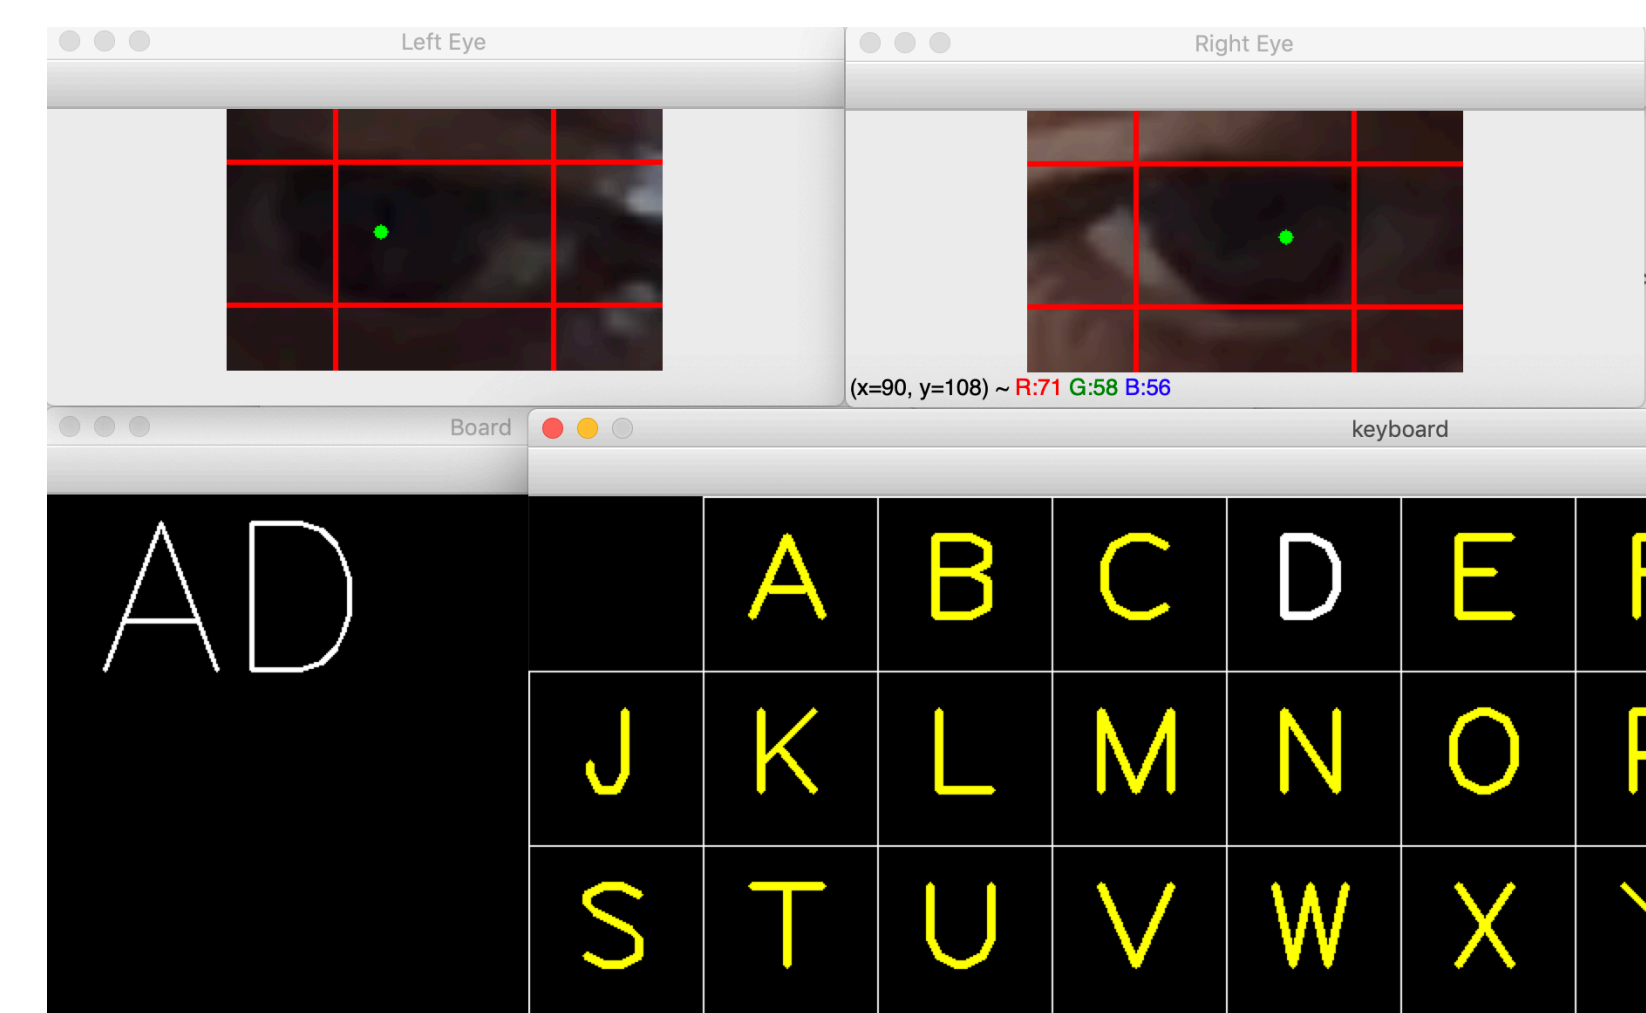 Left Eye
Right Eye
(x=90, y=108) ~ R:71 G:58 B:56
Board
keyboard
AD
A B C D E
J K L M N O
S T U V W X